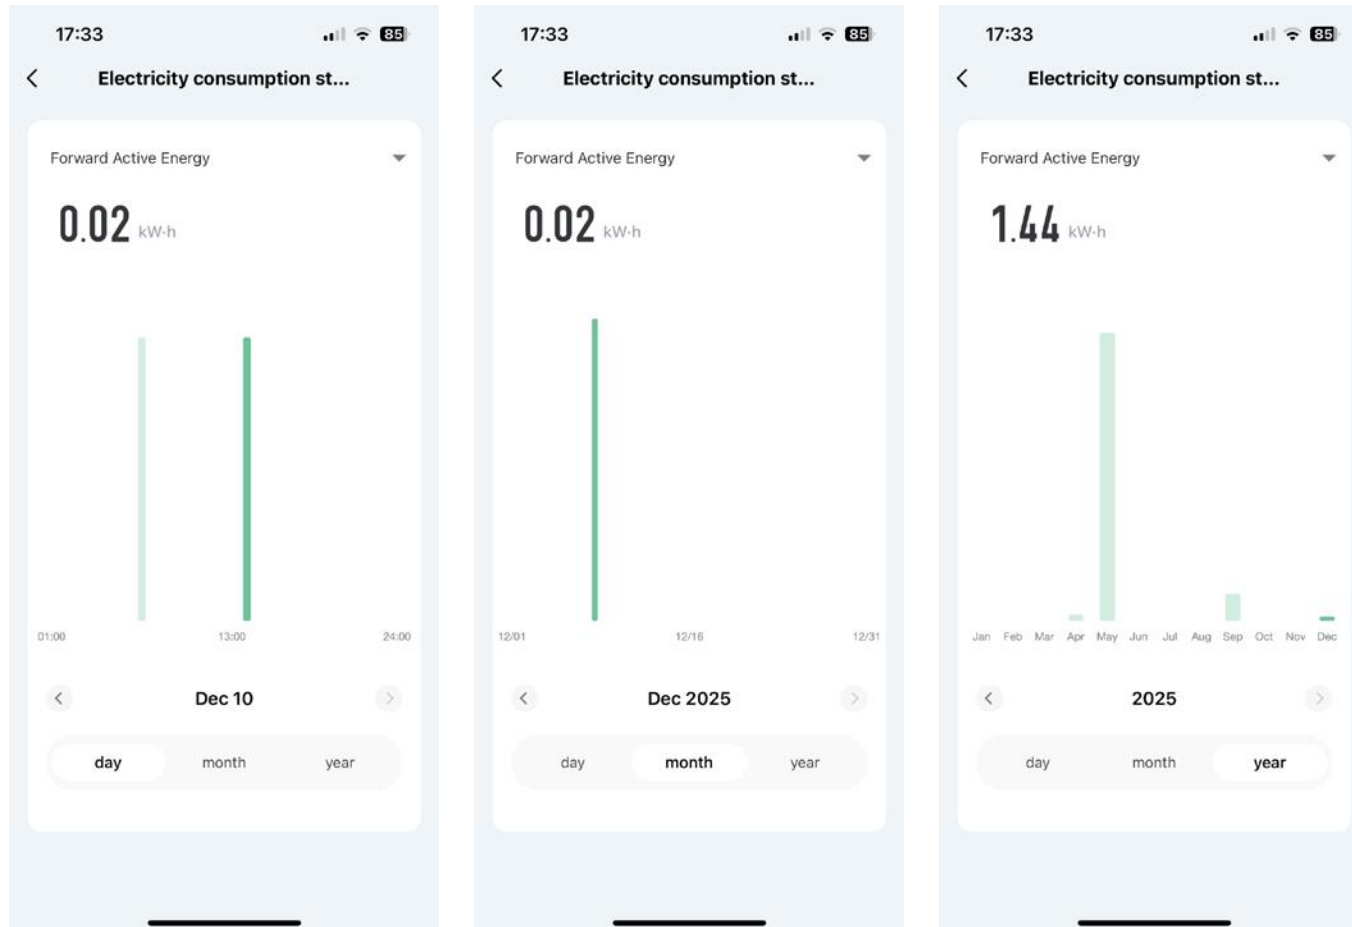 17:33
85
Electricity consumption st...
Forward Active Energy
0.02 kW·h
01:00 13:00 24:00
Dec 10
day month year
17:33
85
Electricity consumption st...
Forward Active Energy
0.02 kW·h
12/01 12/16 12/31
Dec 2025
day month year
17:33
85
Electricity consumption st...
Forward Active Energy
1.44 kW·h
Jan Feb Mar Apr May Jun Jul Aug Sep Oct Nov Dec
2025
day month year